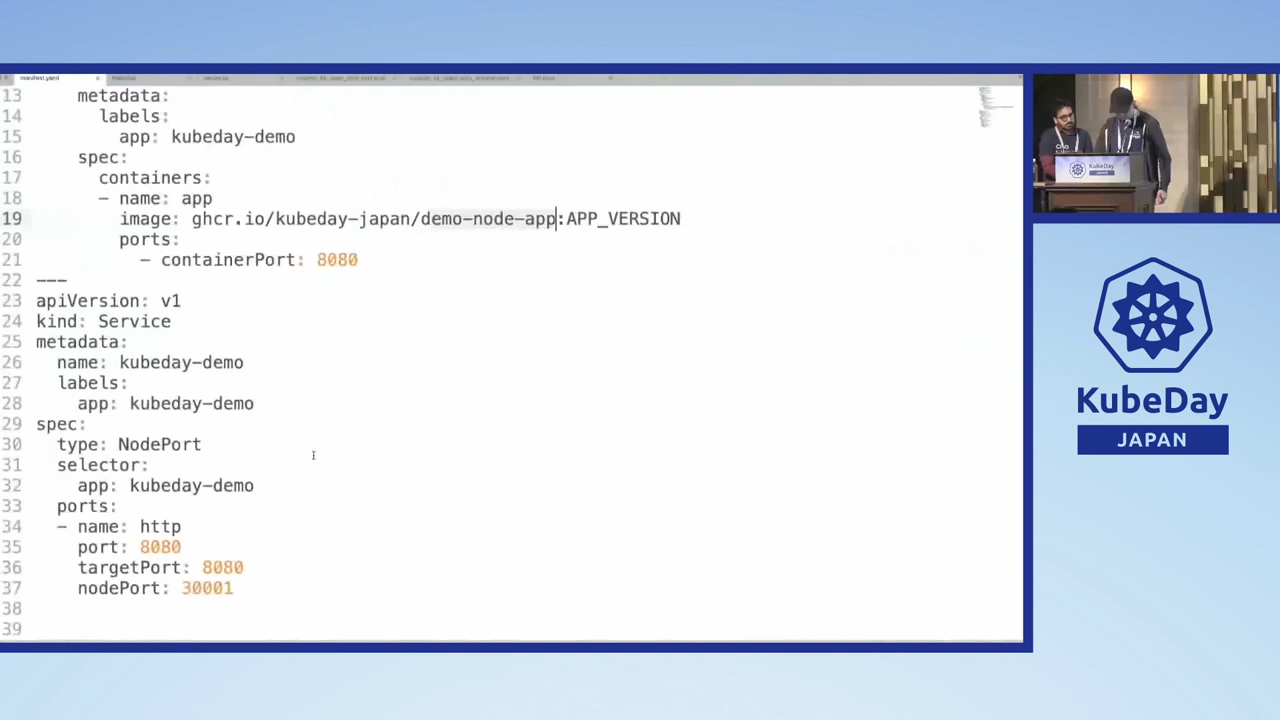 manifest.yaml
13 metadata:
14 labels:
15 app: kubeday-demo
16 spec:
17 containers:
18 - name: app
19 image: ghcr.io/kubeday-japan/demo-node-app:APP_VERSION
20 ports:
21 - containerPort: 8080
22 ---
23 apiVersion: v1
24 kind: Service
25 metadata:
26 name: kubeday-demo
27 labels:
28 app: kubeday-demo
29 spec:
30 type: NodePort
31 selector:
32 app: kubeday-demo
33 ports:
34 - name: http
35 port: 8080
36 targetPort: 8080
37 nodePort: 30001
38
39
KubeDay
JAPAN
KubeDay
JAPAN